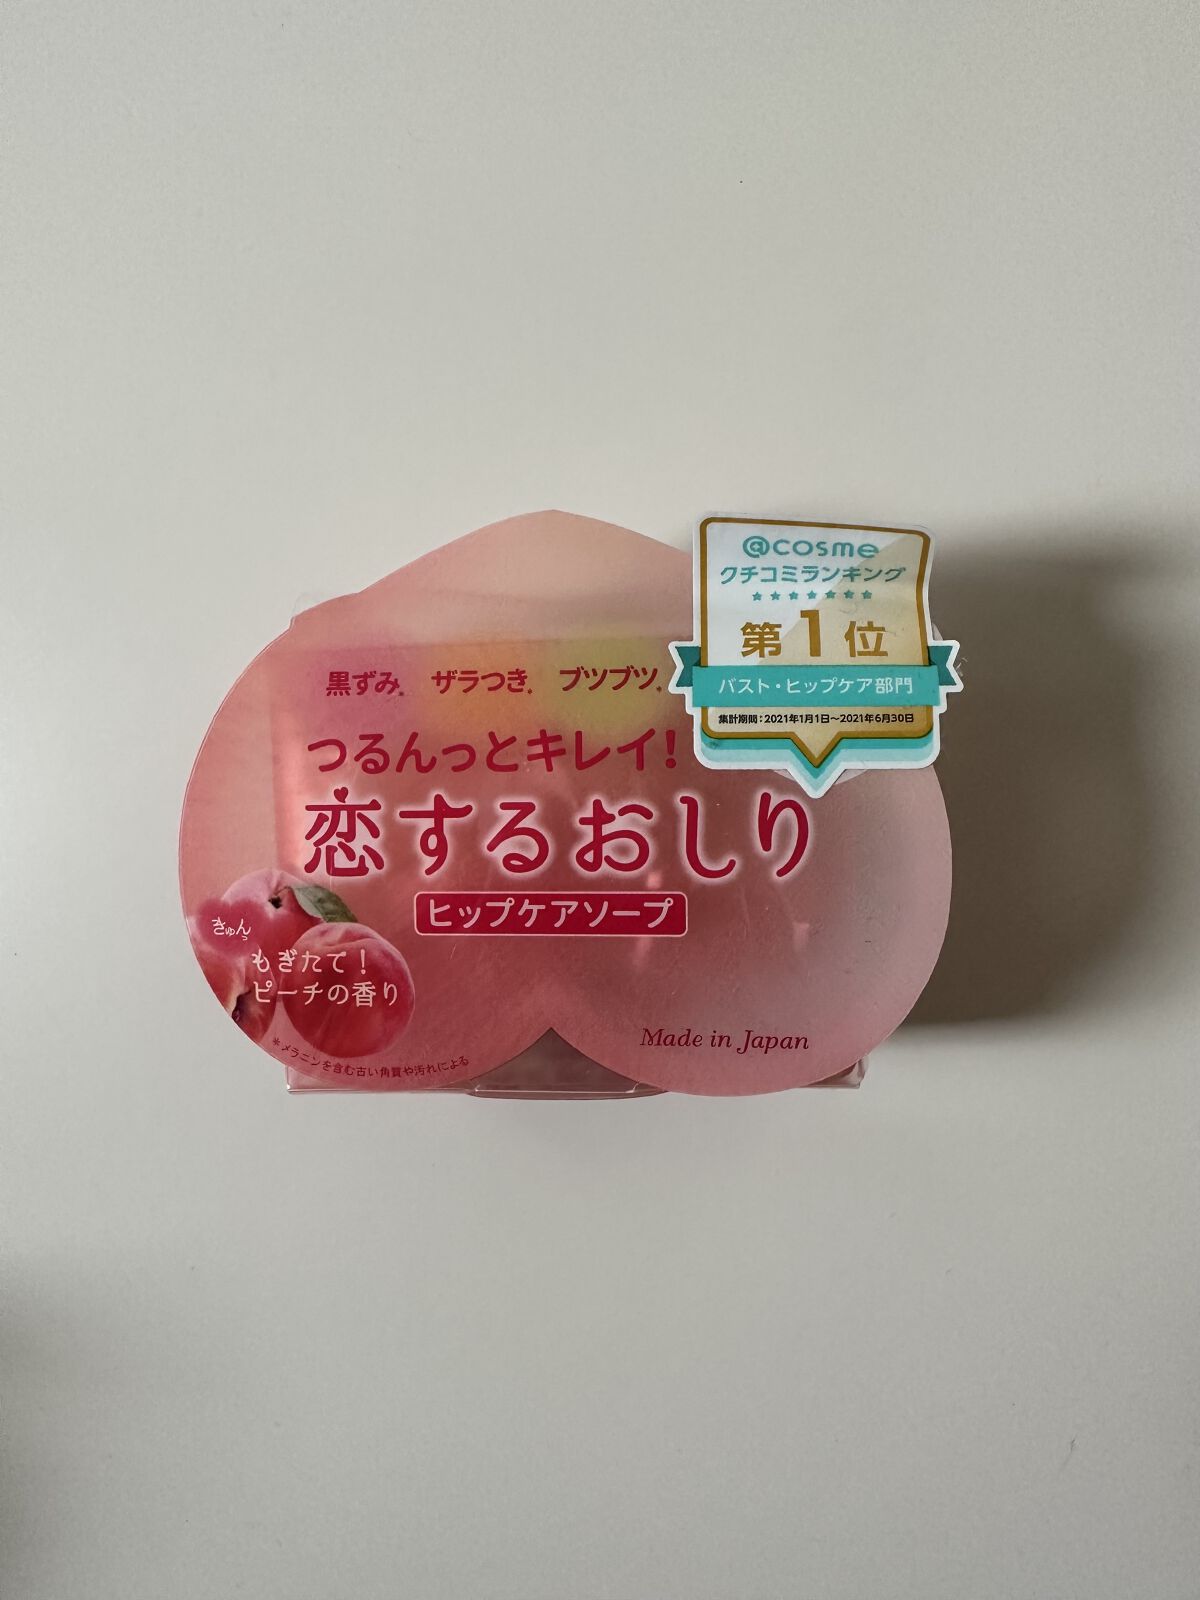 @cosme
クチコミランキング
第1位
バスト・ヒップケア部門
集計期間：2021年1月1日～2021年6月30日
黒ずみ* ザラつき* ブツブツ*
つるんっとキレイ！
恋するおしり
ヒップケアソープ
きゅんっ
もぎたて！
ピーチの香り
*メラニンを含む古い角質や汚れによる
Made in Japan